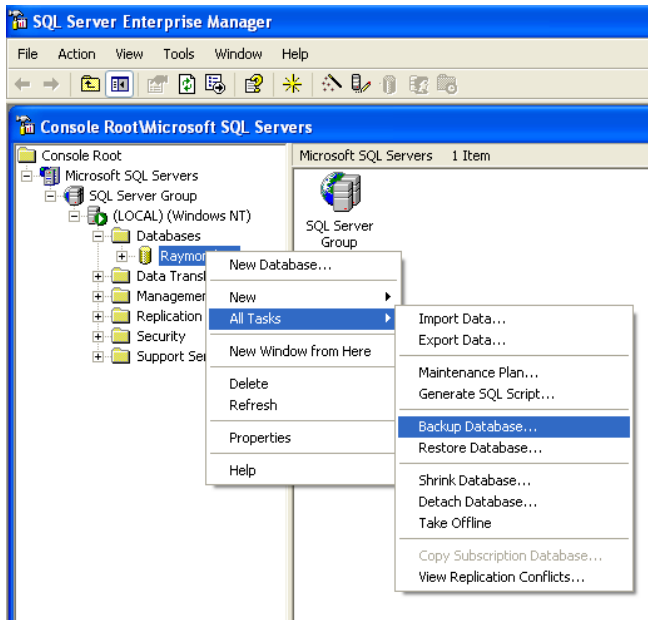 SQL Server Enterprise Manager
File Action View Tools Window Help
Console Root\Microsoft SQL Servers
Console Root
Microsoft SQL Servers
SQL Server Group
(LOCAL) (Windows NT)
Databases
Data
Replication
Security
Support
Microsoft SQL Servers 1 Item
SQL Server
Group
New Database...
New
All Tasks
New Window from Here
Delete
Refresh
Properties
Help
Import Data...
Export Data...
Maintenance Plan...
Generate SQL Script...
Backup Database...
Restore Database...
Shrink Database...
Detach Database...
Take Offline
Copy Subscription Database...
View Replication Conflicts...